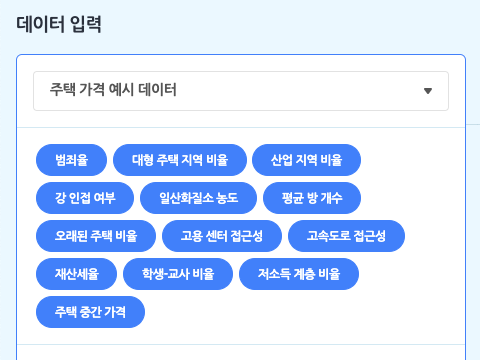 데이터 입력
주택 가격 예시 데이터
범죄율 대형 주택 지역 비율 산업 지역 비율
강 인접 여부 일산화질소 농도 평균 방 개수
오래된 주택 비율 고용 센터 접근성 고속도로 접근성
재산세율 학생-교사 비율 저소득 계층 비율
주택 중간 가격